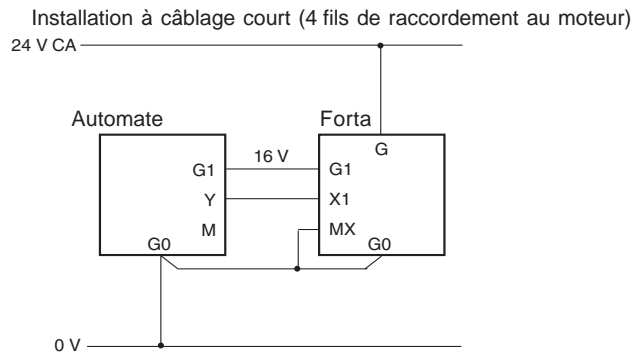 Installation à câblage court (4 fils de raccordement au moteur)
24 V CA
Automate
Forta
G
G1
16 V
G1
Y
X1
M
MX
G0
G0
0 V